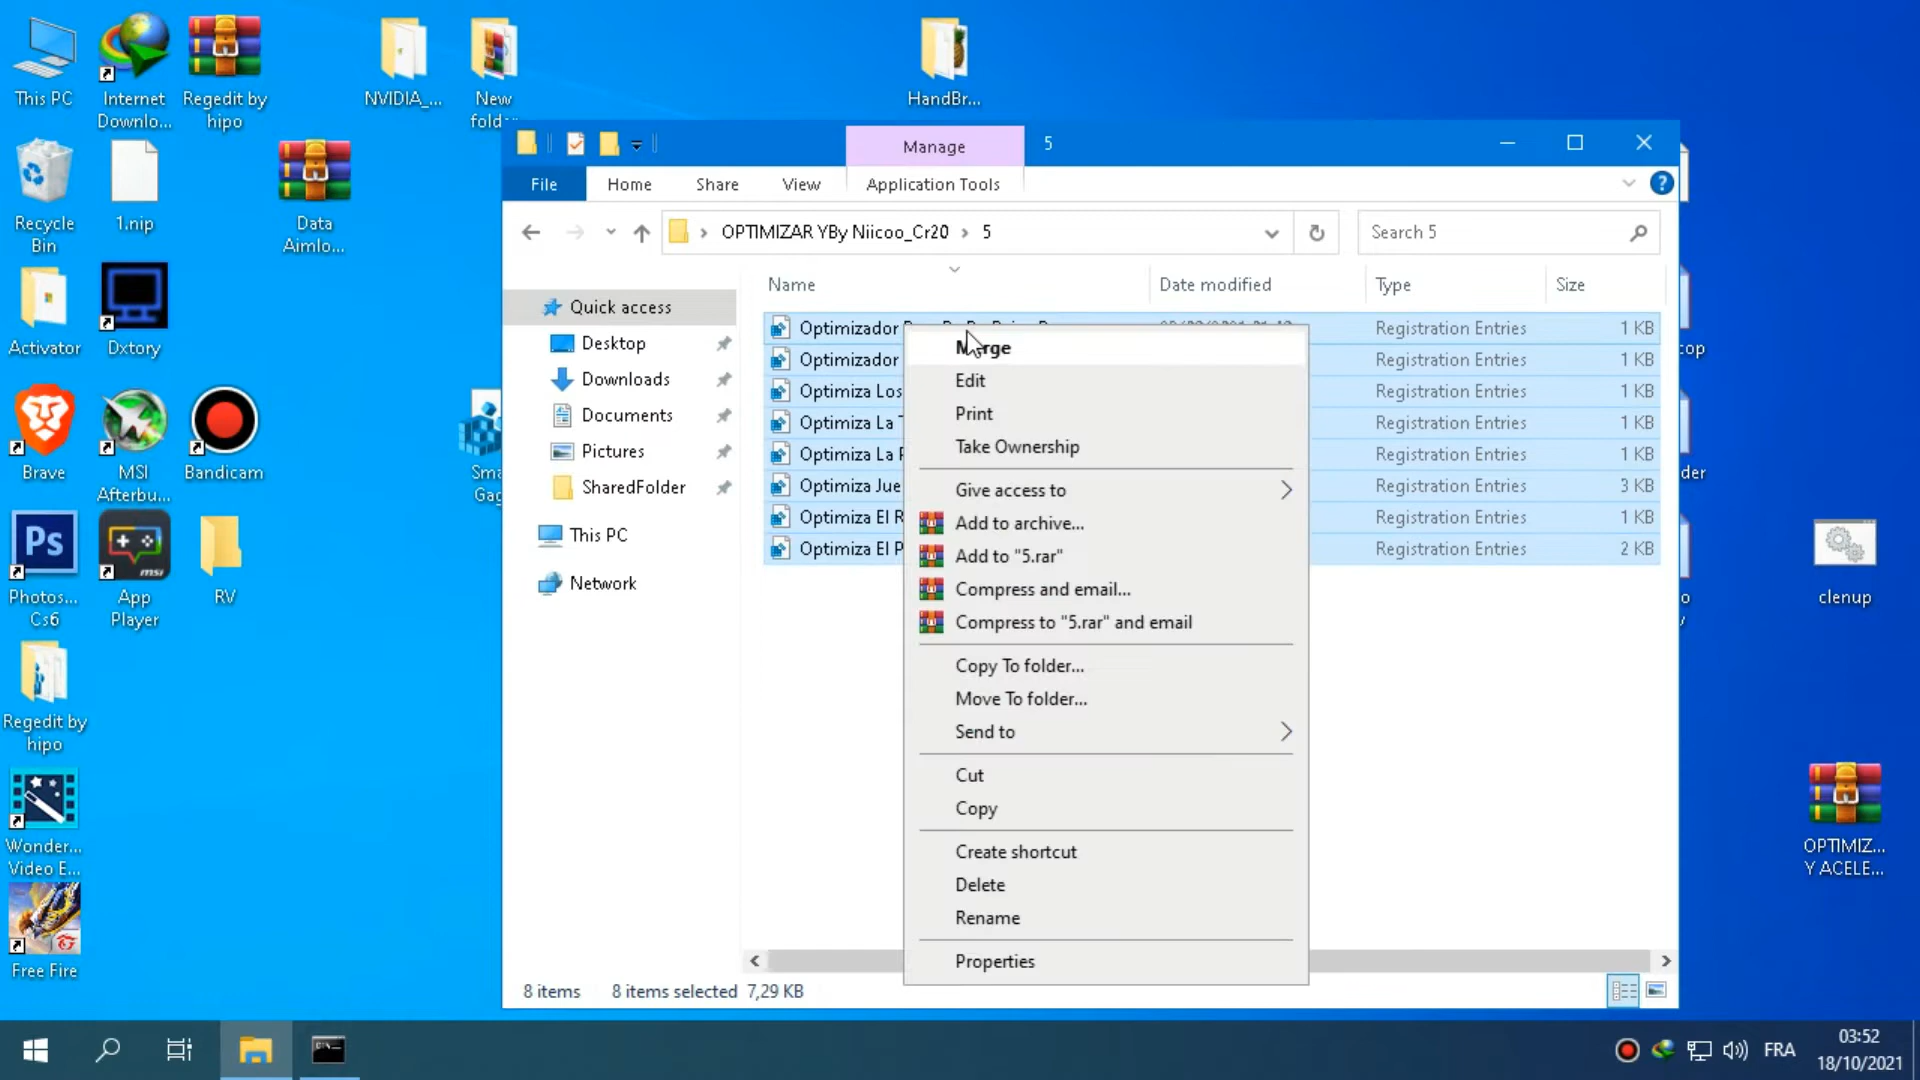 This PC
Internet
Downlo...
Regedit by
hipo
NVIDIA_...
New
HandBr...
Recycle
Bin
1.nip
Data
Aimlo...
Activator
Dxtory
Brave
MSI
Afterbu...
Bandicam
Photos...
Cs6
App
Player
RV
Regedit by
hipo
Wonder...
Video E...
Free Fire
clenup
OPTIMIZ...
Y ACELE...
Manage
5
File
Home
Share
View
Application Tools
OPTIMIZAR YBy Niicoo_Cr20
5
Search 5
Name
Date modified
Type
Size
Quick access
Desktop
Downloads
Documents
Pictures
SharedFolder
This PC
Network
Optimizador
Registration Entries
1 KB
Optimizador
Registration Entries
1 KB
Optimiza Los
Registration Entries
1 KB
Optimiza La
Registration Entries
1 KB
Optimiza La
Registration Entries
1 KB
Optimiza
Registration Entries
3 KB
Optimiza El
Registration Entries
1 KB
Optimiza El
Registration Entries
2 KB
Merge
Edit
Print
Take Ownership
Give access to
Add to archive...
Add to "5.rar"
Compress and email...
Compress to "5.rar" and email
Copy To folder...
Move To folder...
Send to
Cut
Copy
Create shortcut
Delete
Rename
Properties
8 items
8 items selected 7,29 KB
FRA
03:52
18/10/2021